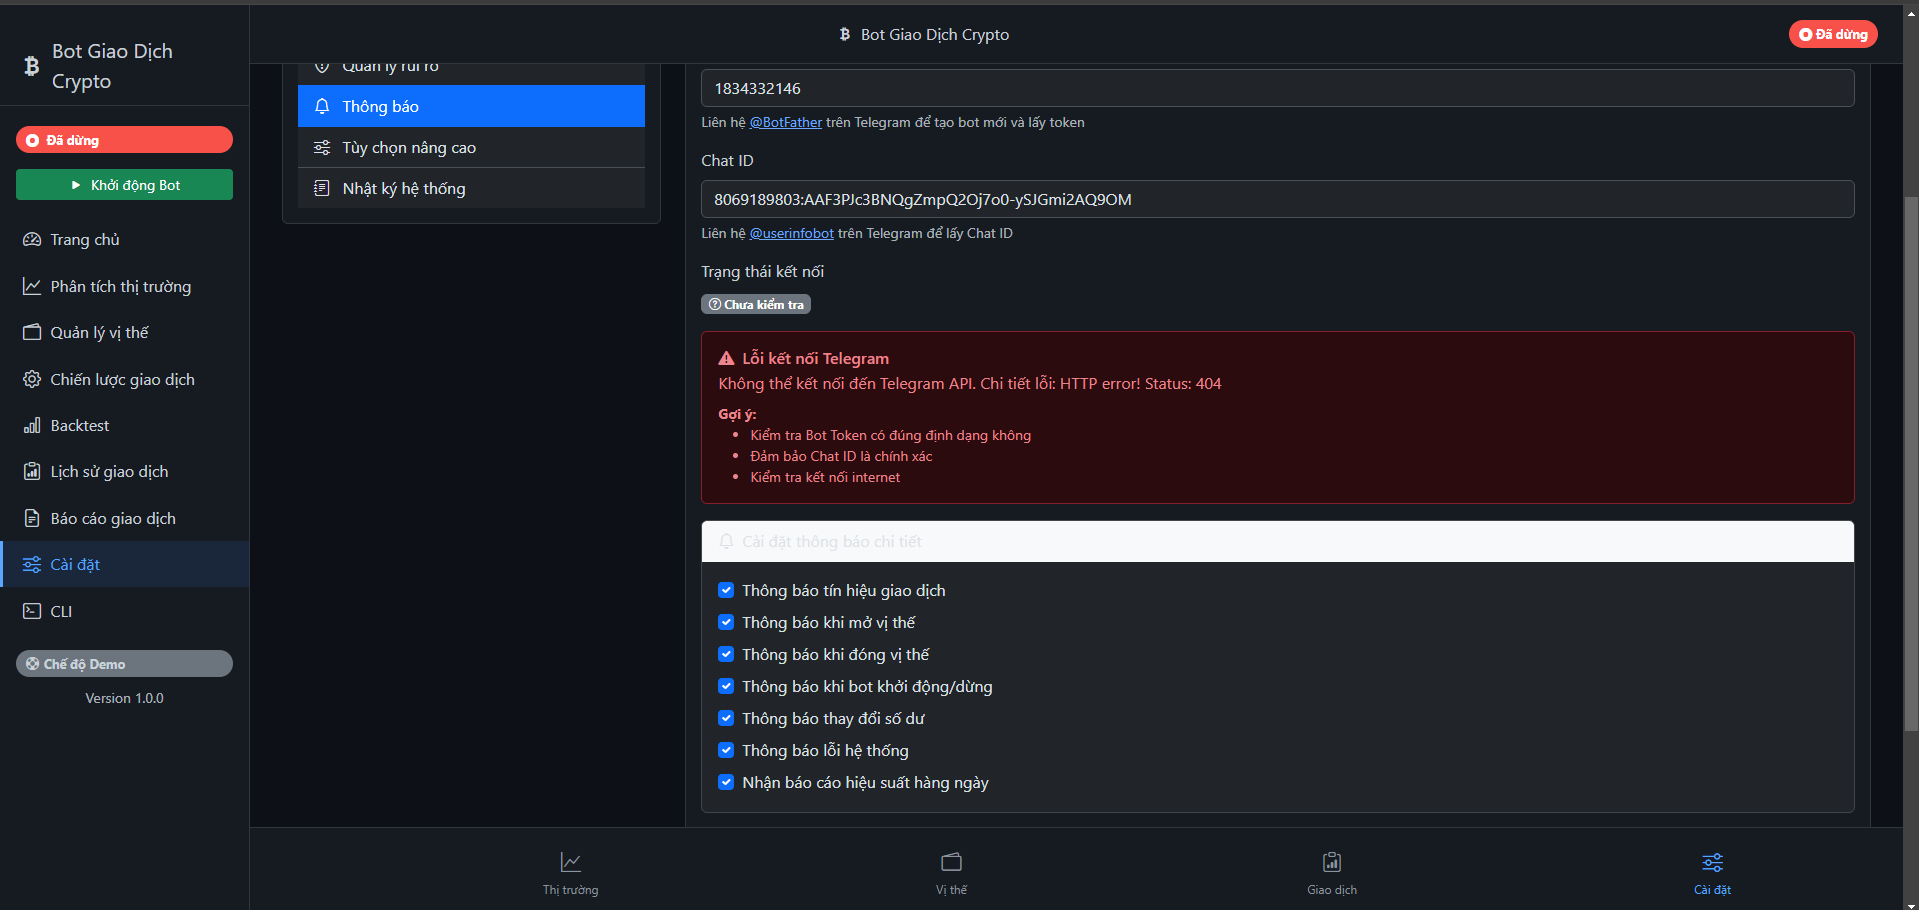 Bot Giao Dịch
Crypto
Đã dừng
Khởi động Bot
Trang chủ
Phân tích thị trường
Quản lý vị thế
Chiến lược giao dịch
Backtest
Lịch sử giao dịch
Báo cáo giao dịch
Cài đặt
CLI
Chế độ Demo
Version 1.0.0
Bot Giao Dịch Crypto
Đã dừng
Quản lý rủi ro
Thông báo
Tùy chọn nâng cao
Nhật ký hệ thống
1834332146
Liên hệ @BotFather trên Telegram để tạo bot mới và lấy token
Chat ID
8069189803:AAF3PJc3BNQgZmpQ2Oj7o0-ySJGmi2AQ9OM
Liên hệ @userinfobot trên Telegram để lấy Chat ID
Trạng thái kết nối
Chưa kiểm tra
Lỗi kết nối Telegram
Không thể kết nối đến Telegram API. Chi tiết lỗi: HTTP error! Status: 404
Gợi ý:
Kiểm tra Bot Token có đúng định dạng không
Đảm bảo Chat ID là chính xác
Kiểm tra kết nối internet
Cài đặt thông báo chi tiết
Thông báo tín hiệu giao dịch
Thông báo khi mở vị thế
Thông báo khi đóng vị thế
Thông báo khi bot khởi động/dừng
Thông báo thay đổi số dư
Thông báo lỗi hệ thống
Nhận báo cáo hiệu suất hàng ngày
Thị trường
Vị thế
Giao dịch
Cài đặt